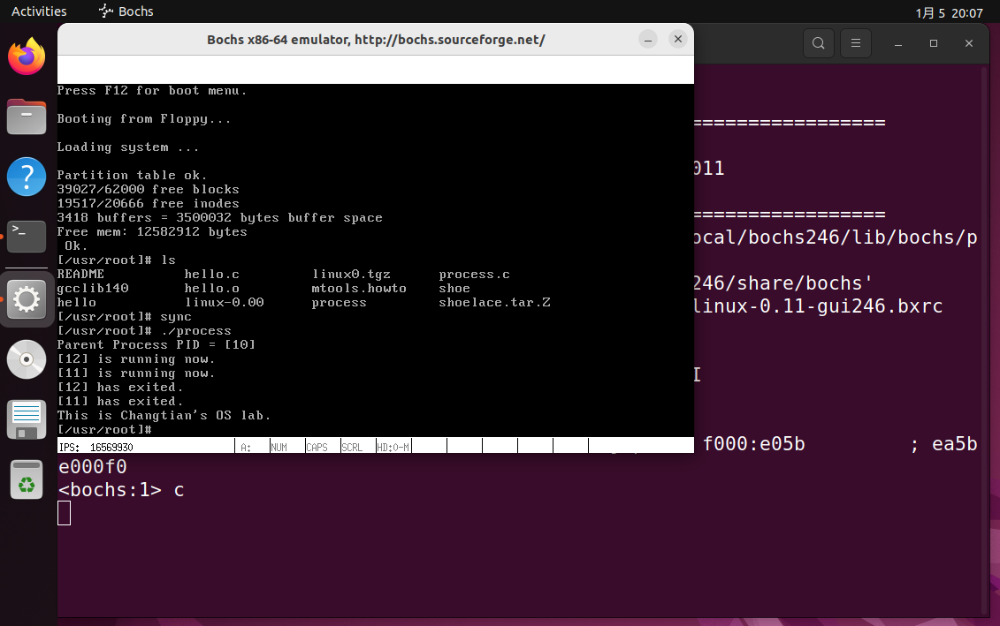 Activities Bochs 1月 5 20:07
Bochs x86-64 emulator, http://bochs.sourceforge.net/
Press F12 for boot menu.
Booting from Floppy...
Loading system ...
Partition table ok.
39027/62000 free blocks
19517/20666 free inodes
3418 buffers = 3500032 bytes buffer space
Free mem: 12582912 bytes
Ok.
[/usr/root]# ls
README hello.c linux0.tgz process.c
gcclib140 hello.o mtools.howto shoe
hello linux-0.00 process shoelace.tar.Z
[/usr/root]# sync
[/usr/root]# ./process
Parent Process PID = [10]
[12] is running now.
[11] is running now.
[12] has exited.
[11] has exited.
This is Changtian's OS lab.
[/usr/root]#
IPS: 16569930 A: NUM CAPS SCRL HD:0-M
=================
011
=================
ocal/bochs246/lib/bochs/p
246/share/bochs'
linux-0.11-gui246.bxrc
f000:e05b ; ea5b
e000f0
<bochs:1> c